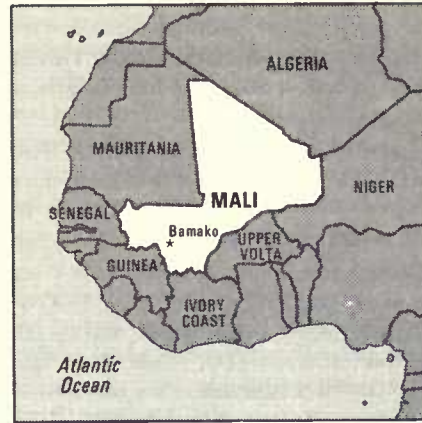 ALGERIA
MAURITANIA
MALI
NIGER
SENEGAL
Bamako
UPPER
VOLTA
GUINEA
IVORY
COAST
Atlantic
Ocean